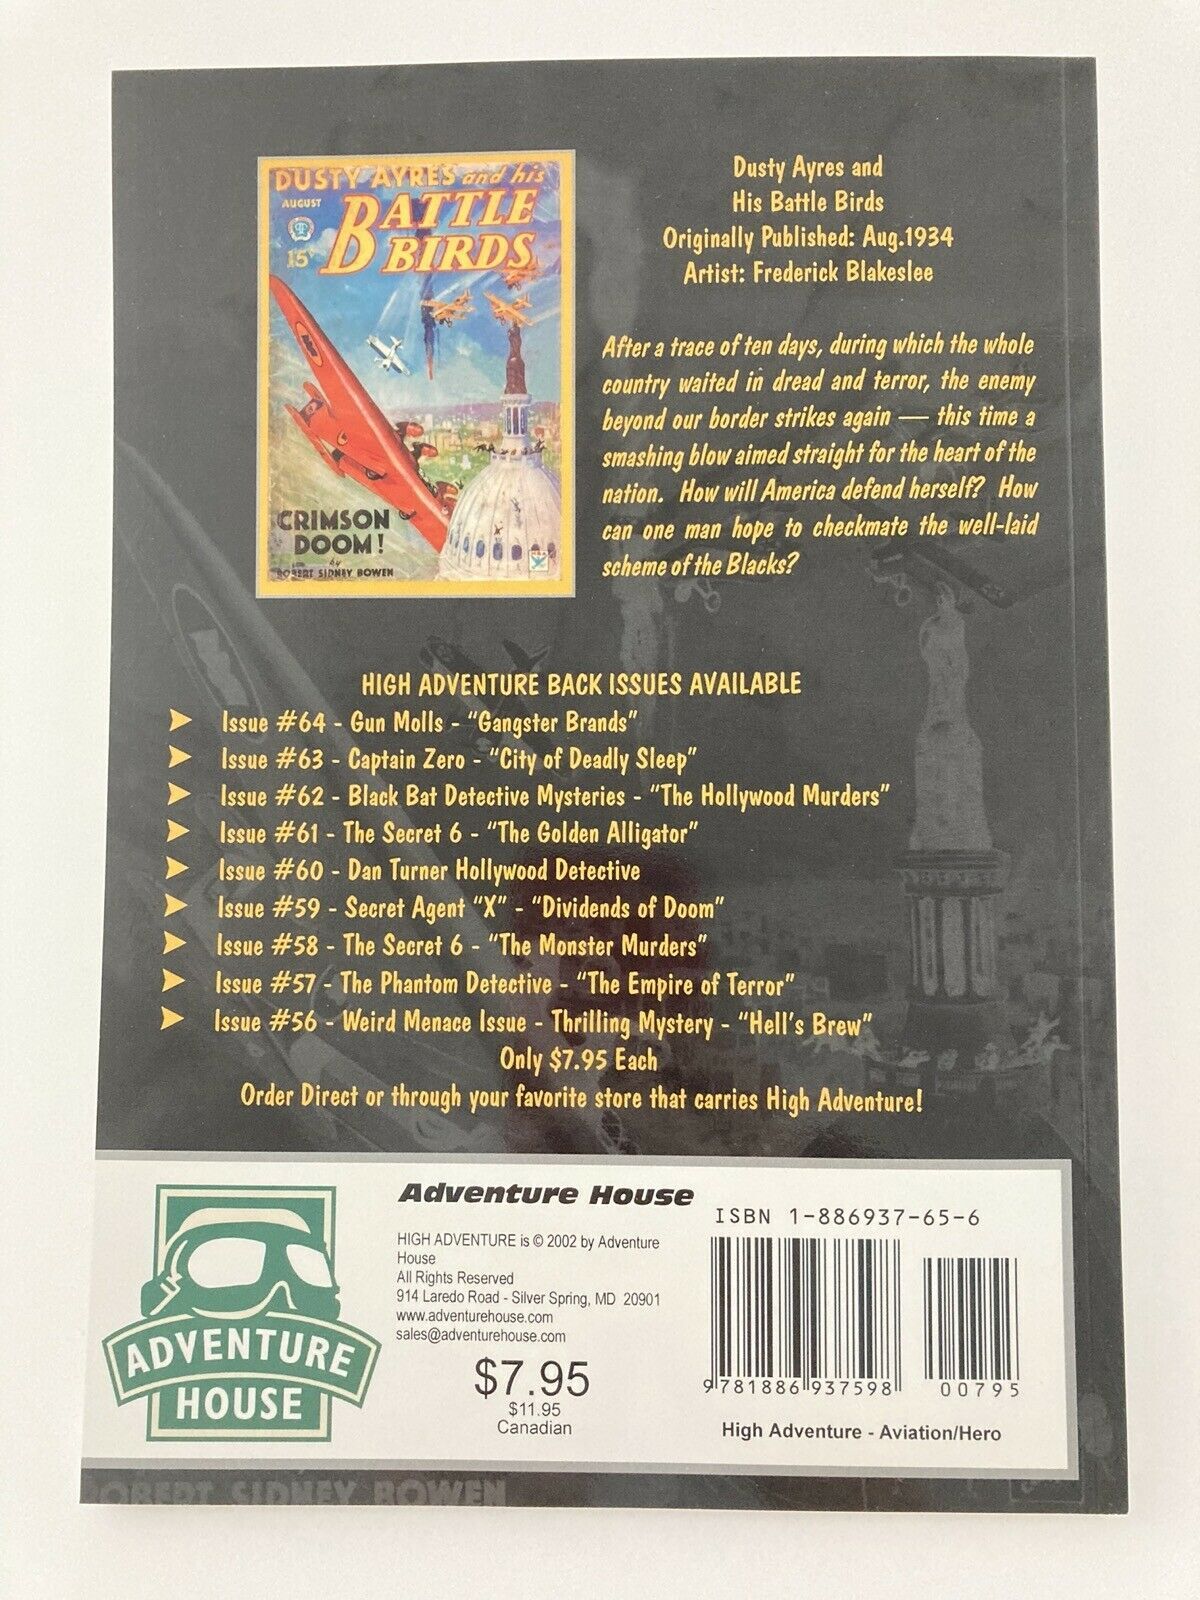 DUSTY AYRES and his
AUGUST
BATTLE
15¢
BIRDS
CRIMSON
DOOM!
by
ROBERT SIDNEY BOWEN
Dusty Ayres and
His Battle Birds
Originally Published: Aug.1934
Artist: Frederick Blakeslee
After a trace of ten days, during which the whole
country waited in dread and terror, the enemy
beyond our border strikes again — this time a
smashing blow aimed straight for the heart of the
nation. How will America defend herself? How
can one man hope to checkmate the well-laid
scheme of the Blacks?
HIGH ADVENTURE BACK ISSUES AVAILABLE
Issue #64 - Gun Molls - "Gangster Brands"
Issue #63 - Captain Zero - "City of Deadly Sleep"
Issue #62 - Black Bat Detective Mysteries - "The Hollywood Murders"
Issue #61 - The Secret 6 - "The Golden Alligator"
Issue #60 - Dan Turner Hollywood Detective
Issue #59 - Secret Agent "X" - "Dividends of Doom"
Issue #58 - The Secret 6 - "The Monster Murders"
Issue #57 - The Phantom Detective - "The Empire of Terror"
Issue #56 - Weird Menace Issue - Thrilling Mystery - "Hell's Brew"
Only $7.95 Each
Order Direct or through your favorite store that carries High Adventure!
ADVENTURE
HOUSE
Adventure House
HIGH ADVENTURE is © 2002 by Adventure
House
All Rights Reserved
914 Laredo Road - Silver Spring, MD 20901
www.adventurehouse.com
sales@adventurehouse.com
$7.95
$11.95
Canadian
ISBN 1-886937-65-6
9 781886 937598
00795
High Adventure - Aviation/Hero
ROBERT SIDNEY BOWEN